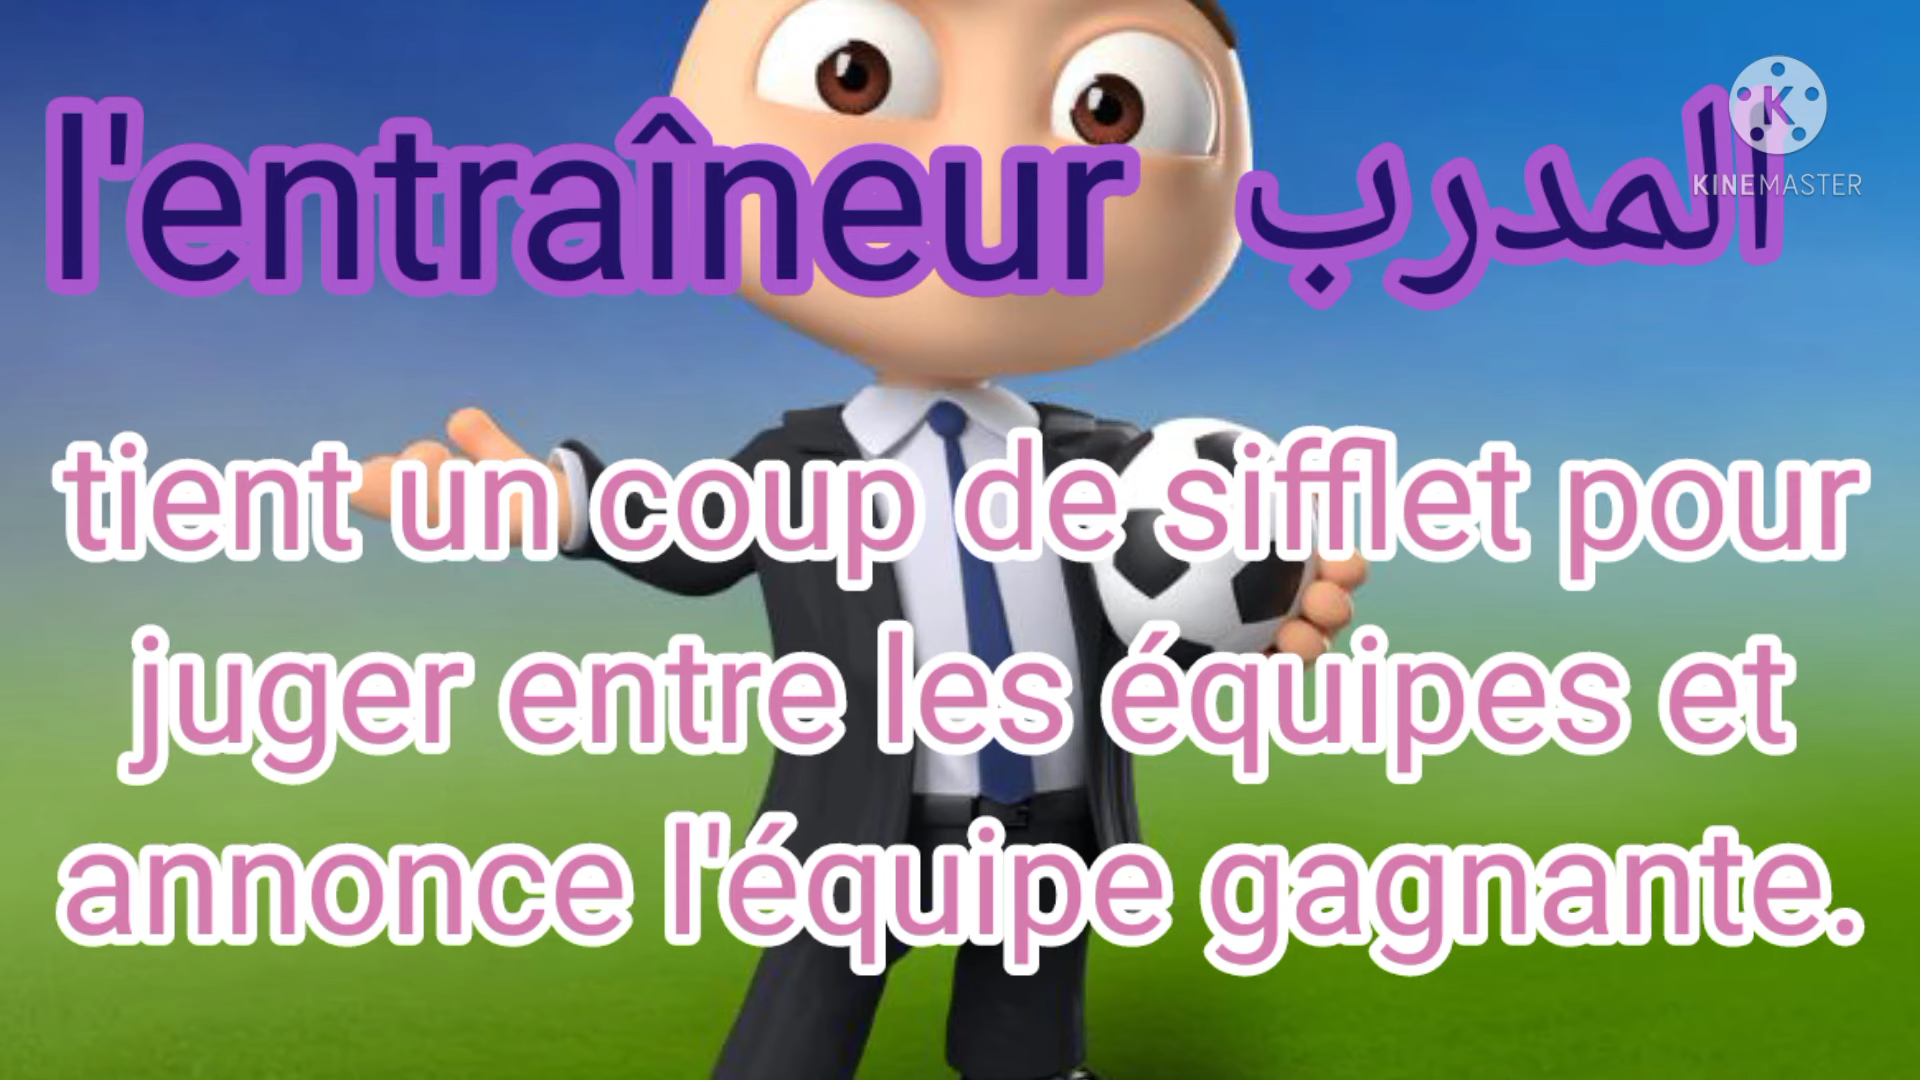 l'entraîneur المدرب
KINEMASTER
tient un coup de sifflet pour
juger entre les équipes et
annonce l'équipe gagnante.